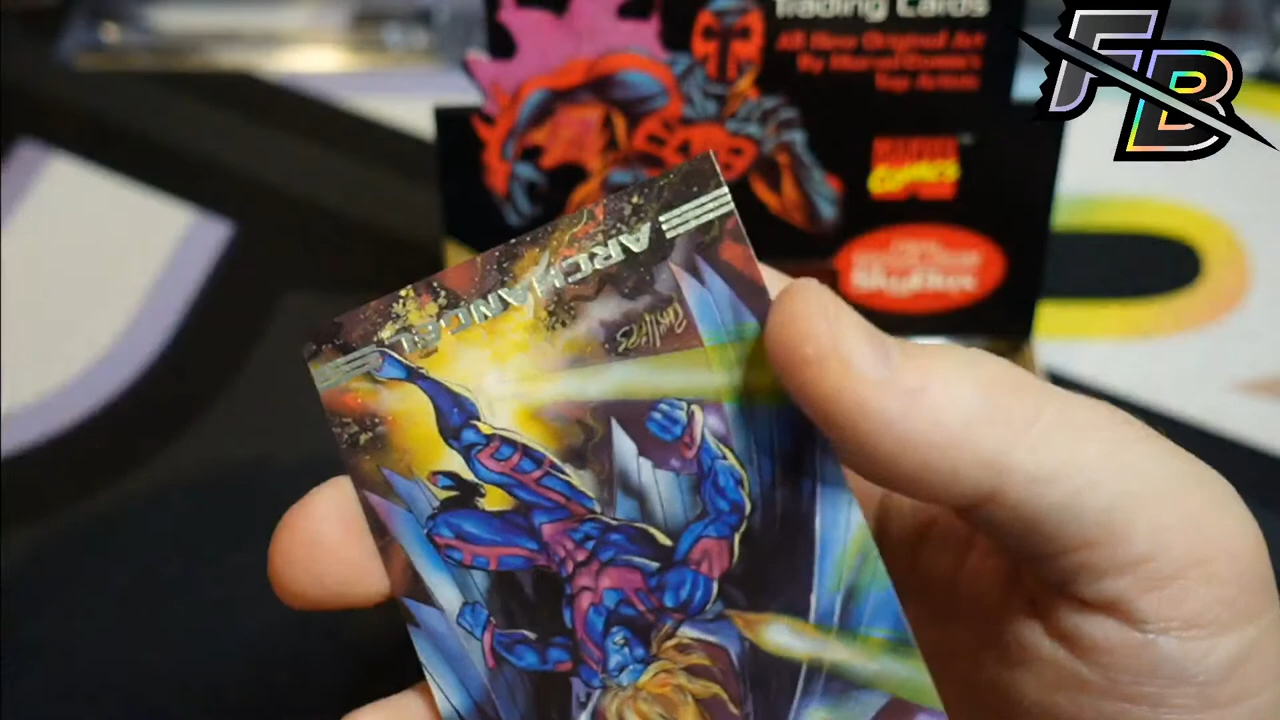 Trading Cards
All New Original Art
By Marvel Comics
Top Artists
MARVEL
COMICS
SkyBox
ARCHANGEL
FB